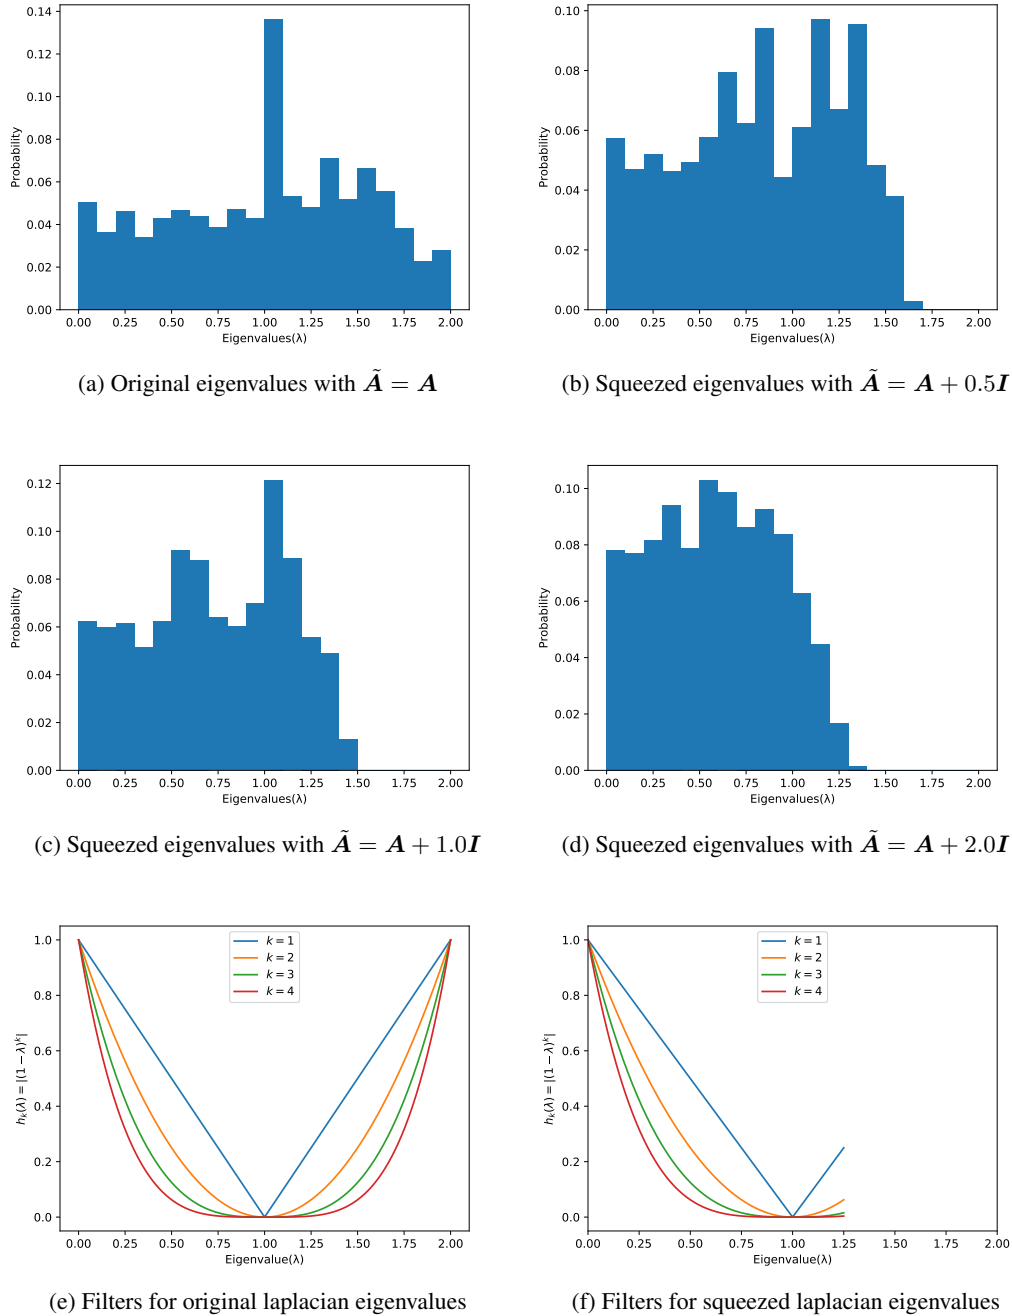 0.14
0.12
0.10
0.08
0.06
0.04
0.02
0.00
Probability
0.00 0.25 0.50 0.75 1.00 1.25 1.50 1.75 2.00
Eigenvalues(λ)
(a) Original eigenvalues with Ã = A
0.10
0.08
0.06
0.04
0.02
0.00
Probability
0.00 0.25 0.50 0.75 1.00 1.25 1.50 1.75 2.00
Eigenvalues(λ)
(b) Squeezed eigenvalues with Ã = A + 0.5I
0.12
0.10
0.08
0.06
0.04
0.02
0.00
Probability
0.00 0.25 0.50 0.75 1.00 1.25 1.50 1.75 2.00
Eigenvalues(λ)
(c) Squeezed eigenvalues with Ã = A + 1.0I
0.10
0.08
0.06
0.04
0.02
0.00
Probability
0.00 0.25 0.50 0.75 1.00 1.25 1.50 1.75 2.00
Eigenvalues(λ)
(d) Squeezed eigenvalues with Ã = A + 2.0I
1.0
0.8
0.6
0.4
0.2
0.0
h_k(λ) = |(1 − λ)^k|
k = 1
k = 2
k = 3
k = 4
0.00 0.25 0.50 0.75 1.00 1.25 1.50 1.75 2.00
Eigenvalue(λ)
(e) Filters for original laplacian eigenvalues
1.0
0.8
0.6
0.4
0.2
0.0
h_k(λ) = |(1 − λ)^k|
k = 1
k = 2
k = 3
k = 4
0.00 0.25 0.50 0.75 1.00 1.25 1.50 1.75 2.00
Eigenvalue(λ)
(f) Filters for squeezed laplacian eigenvalues